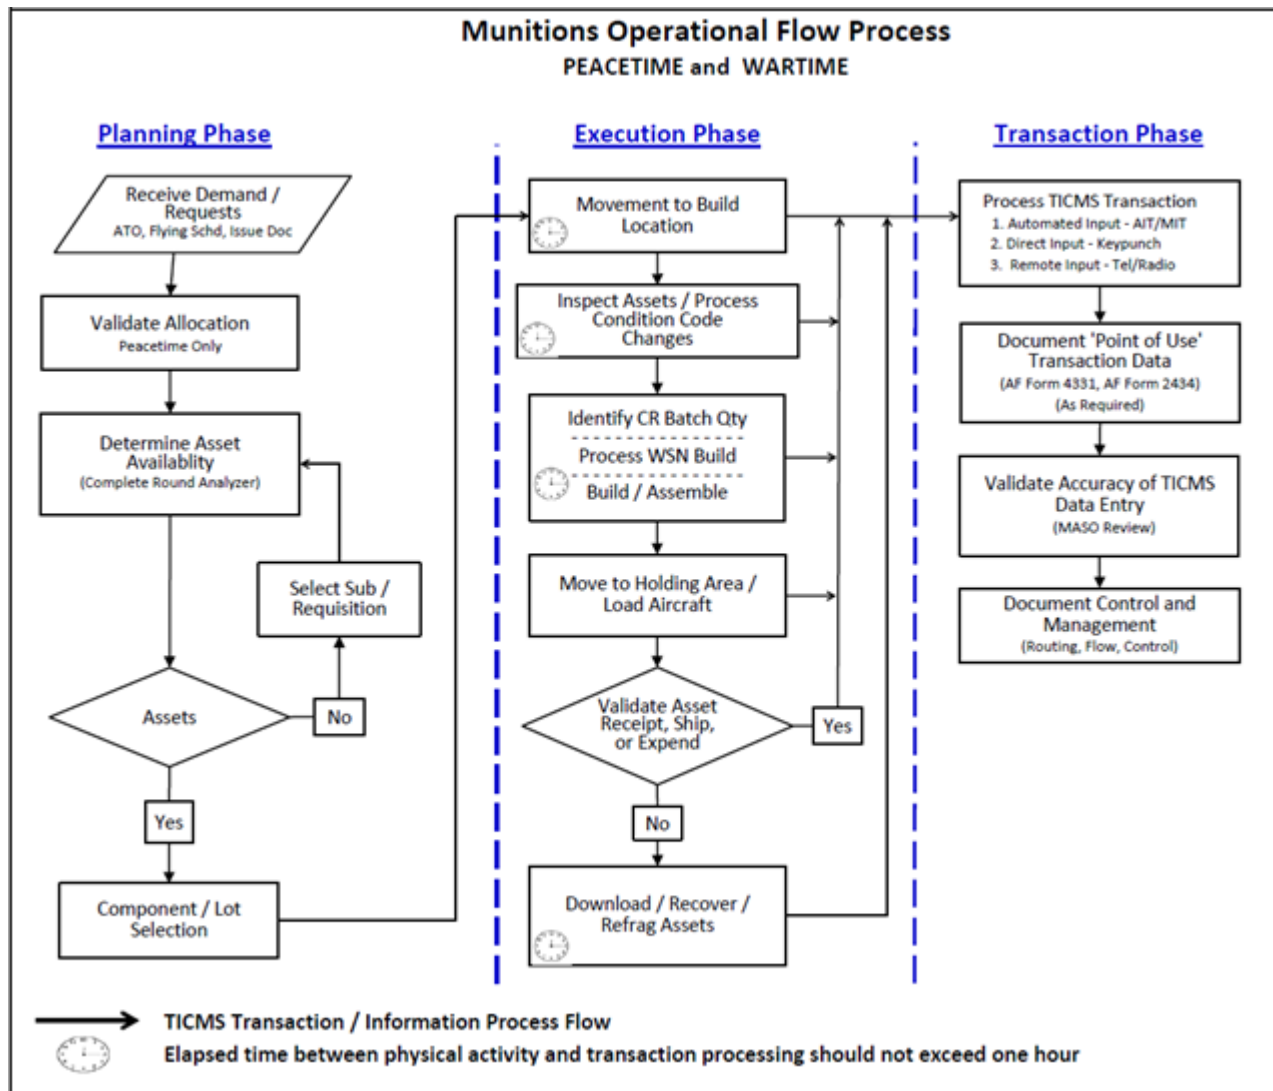 Munitions Operational Flow Process
PEACETIME and WARTIME
Planning Phase
Receive Demand /
Requests
ATO, Flying Schd, Issue Doc
Validate Allocation
Peacetime Only
Determine Asset
Availablity
(Complete Round Analyzer)
Select Sub /
Requisition
Assets
No
Yes
Component / Lot
Selection
Execution Phase
Movement to Build
Location
Inspect Assets / Process
Condition Code
Changes
Identify CR Batch Qty
Process WSN Build
Build / Assemble
Move to Holding Area /
Load Aircraft
Validate Asset
Receipt, Ship,
or Expend
Yes
No
Download / Recover /
Refrag Assets
Transaction Phase
Process TICMS Transaction
1. Automated Input - AIT/MIT
2. Direct Input - Keypunch
3. Remote Input - Tel/Radio
Document 'Point of Use'
Transaction Data
(AF Form 4331, AF Form 2434)
(As Required)
Validate Accuracy of TICMS
Data Entry
(MASO Review)
Document Control and
Management
(Routing, Flow, Control)
TICMS Transaction / Information Process Flow
Elapsed time between physical activity and transaction processing should not exceed one hour